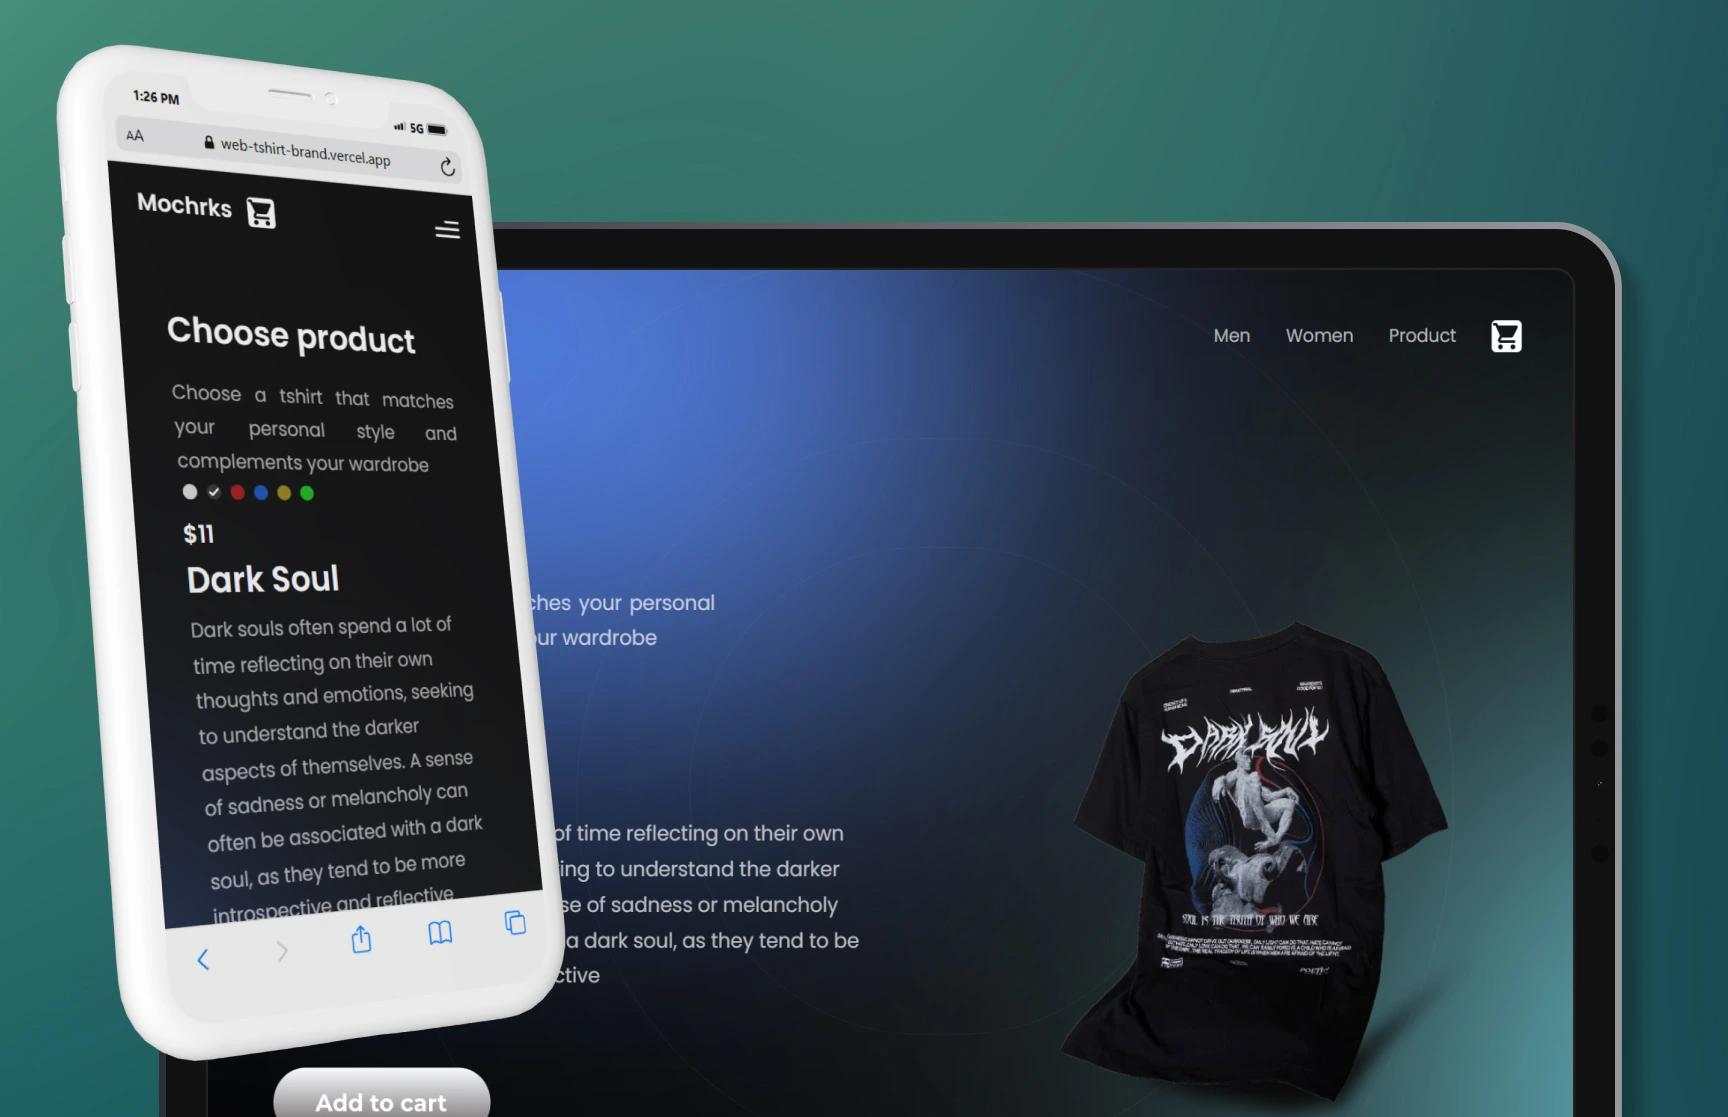 1:26 PM
5G
AA
web-tshirt-brand.vercel.app
Mochrks
Choose product
Choose a tshirt that matches
your personal style and
complements your wardrobe
$11
Dark Soul
Dark souls often spend a lot of
time reflecting on their own
thoughts and emotions, seeking
to understand the darker
aspects of themselves. A sense
of sadness or melancholy can
often be associated with a dark
soul, as they tend to be more
introspective and reflective
Men Women Product
ches your personal
our wardrobe
of time reflecting on their own
ing to understand the darker
se of sadness or melancholy
a dark soul, as they tend to be
ctive
Add to cart
DARK SOUL
SOUL IS THE TRUTH OF WHO WE ARE